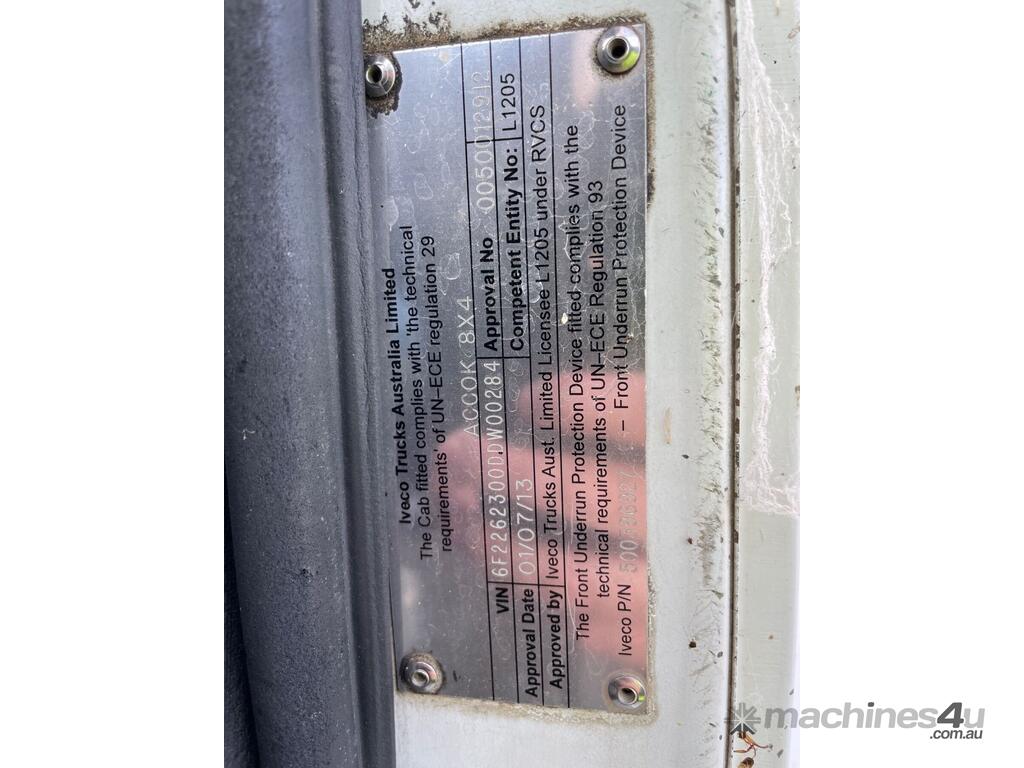 Iveco Trucks Australia Limited
The Cab fitted complies with 'the technical
requirements' of UN–ECE regulation 29
ACCOK 8X4
VIN 6F2262300DDW00284 Approval No 0050012912
Approval Date 01/07/13 Competent Entity No: L1205
Approved by Iveco Trucks Aust. Limited Licensee L1205 under RVCS
The Front Underrun Protection Device fitted complies with the
technical requirements of UN–ECE Regulation 93
Iveco P/N – Front Underrun Protection Device
machines4u
.com.au